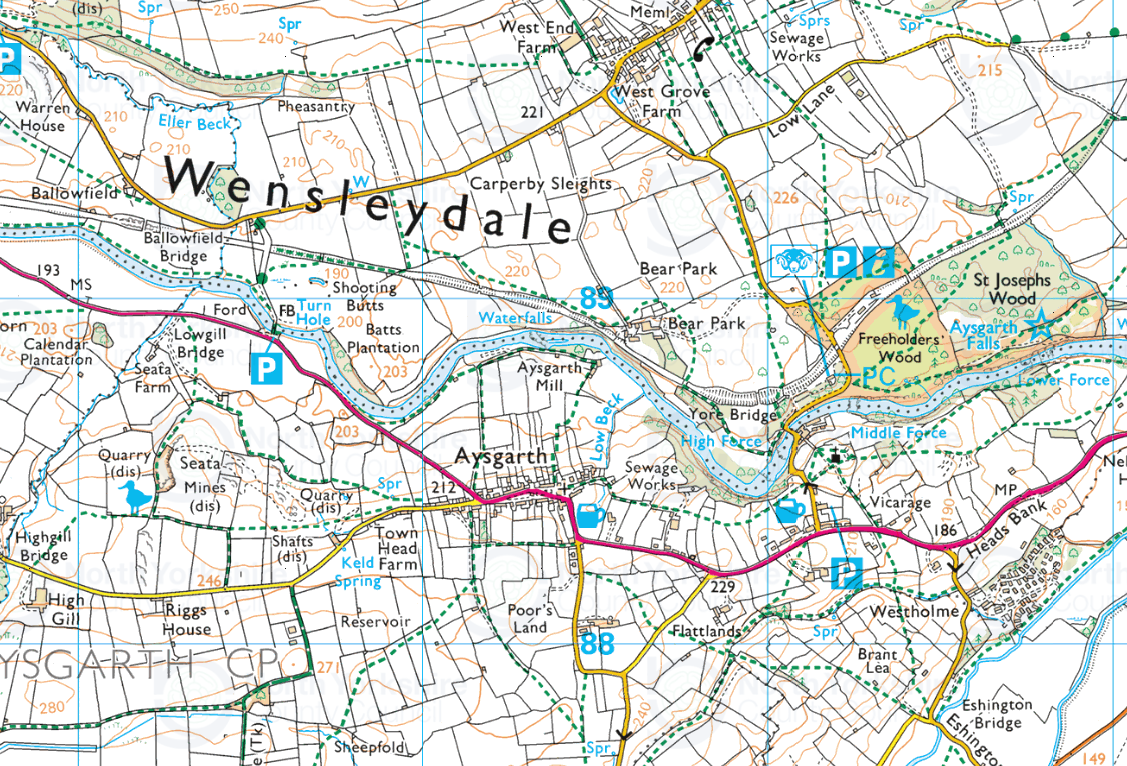 (dis)
Spr
250
Spr
240
Meml
West End
Farm
Sprs
Sewage
Works
Spr
215
P
220
Warren
House
210
Eller Beck
Pheasantry
210
210
210
221
West Grove
Farm
Low Lane
Wensleydale
W
Ballowfield
Carperby Sleights
220
226
210
Spr
Ballowfield
Bridge
193
MS
190
Shooting
Butts
220
Bear Park
220
89
P
St Josephs
Wood
Ford
FB
Turn
Hole
200
Waterfalls
Bear Park
Aysgarth
Falls
203
Calendar
Plantation
Lowgill
Bridge
Batts
Plantation
203
Freeholders'
Wood
P
Seata
Farm
Aysgarth
Mill
PC
Lower Force
203
Low Beck
Yore Bridge
High Force
Middle Force
Quarry
(dis)
Seata
Mines
(dis)
Aysgarth
Spr
212
Sewage
Works
Quarry
(dis)
Vicarage
190
MP
186
Heads Bank
160
Highgill
Bridge
Shafts
(dis)
Town
Head
Farm
Keld
Spring
246
229
P
High
Gill
Riggs
House
Reservoir
Poor's
Land
Flattlands
Spr
Westholme
88
Brant
Lea
YSGARTH CP
271
280
240
Eshington
Bridge
Eshington
(Tk)
Sheepfold
Spr
149